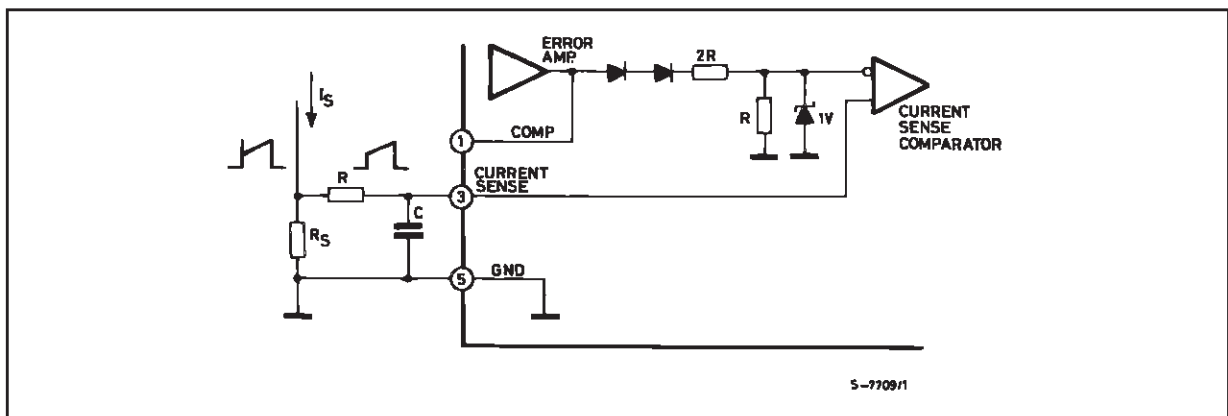 ERROR
AMP.
2R
I_S
R
1V
CURRENT
SENSE
COMPARATOR
1
COMP
R
CURRENT
SENSE
3
C
R_S
5
GND
S-7709/1